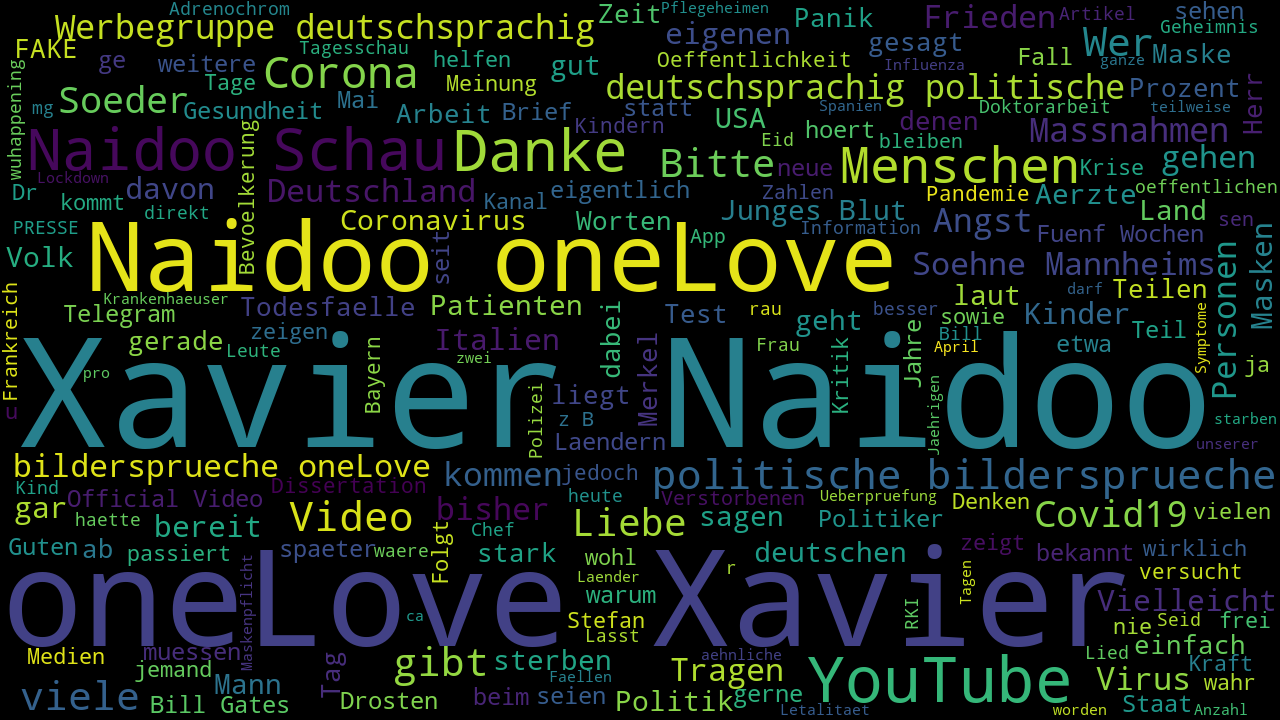 Adrenochrom
Werbegruppe deutschsprachig
Zeit
Pflegeheimen
Panik
Frieden
Artikel
sehen
Geheimnis
FAKE
ge
Tagesschau
weitere
Tage
Corona
helfen
Meinung
gut
eigenen
Oeffentlichkeit
gesagt
Influenza
Fall
Wer
ganze
Maske
wuhappening
mg
Soeder
Gesundheit
Mai
Arbeit
Brief
statt
deutschsprachig politische
Spanien
Prozent
Doktorarbeit
teilweise
Herr
Kindern
USA
Eid
hoert
denen
bleiben
Massnahmen
Naidoo Schau
Danke
Bitte
neue
Menschen
Krise
gehen
Lockdown
Bevoelkerung
Dr
kommt
davon
direkt
Deutschland
Kanal
eigentlich
Zahlen
Pandemie
Aerzte
oeffentlichen
PRESSE
Coronavirus
Worten
App
Junges Blut
Information
Angst
Fuenf Wochen
Land
sen
Volk
Naidoo oneLove
seit
Soehne Mannheims
Personen
Masken
Frankreich
Krankenhaeuser
Telegram
Todesfaelle
Patienten
dabei
Test
rau
besser
laut
darf
Teilen
zeigen
gerade
Leute
Italien
zwei
geht
sowie
Kinder
Teil
Bill
April
etwa
Symptome
ja
Bayern
Merkel
Frau
Kritik
Jahre
pro
u
Xavier Naidoo
Polizei
liegt
z B
Laendern
Jaehrigen
starben
unserer
bildersprueche oneLove
kommen
jedoch
politische bildersprueche
Kind
Official Video
Dissertation
bisher
heute
Verstorbenen
Ueberpruefung
Denken
gar
haette
bereit
Video
Folgt
Chef
Liebe
sagen
Politiker
Covid19
vielen
Guten
ab
passiert
spaeter
waere
stark
wohl
deutschen
zeigt
bekannt
wirklich
Maskenpflicht
Laender
warum
r
Tagen
versucht
oneLove Xavier
ca
Stefan
Lasst
RKI
Vielleicht
nie
Seid
frei
Medien
muessen
jemand
Tag
gibt
sterben
Faellen
aehnliche
Tragen
Lied
einfach
Kraft
viele
Mann
Bill Gates
Drosten
beim
seien
Politik
gerne
YouTube
Letalitaet
Virus
wahr
worden
Staat
Anzahl